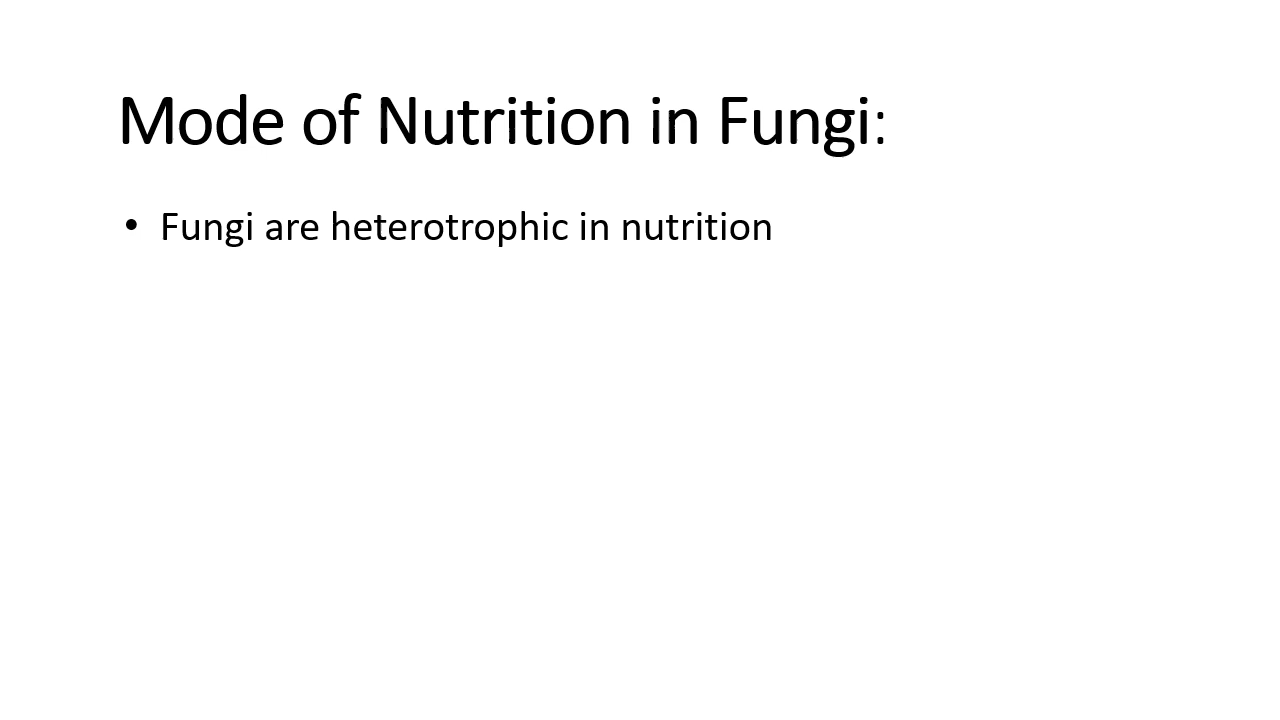 Mode of Nutrition in Fungi:
• Fungi are heterotrophic in nutrition